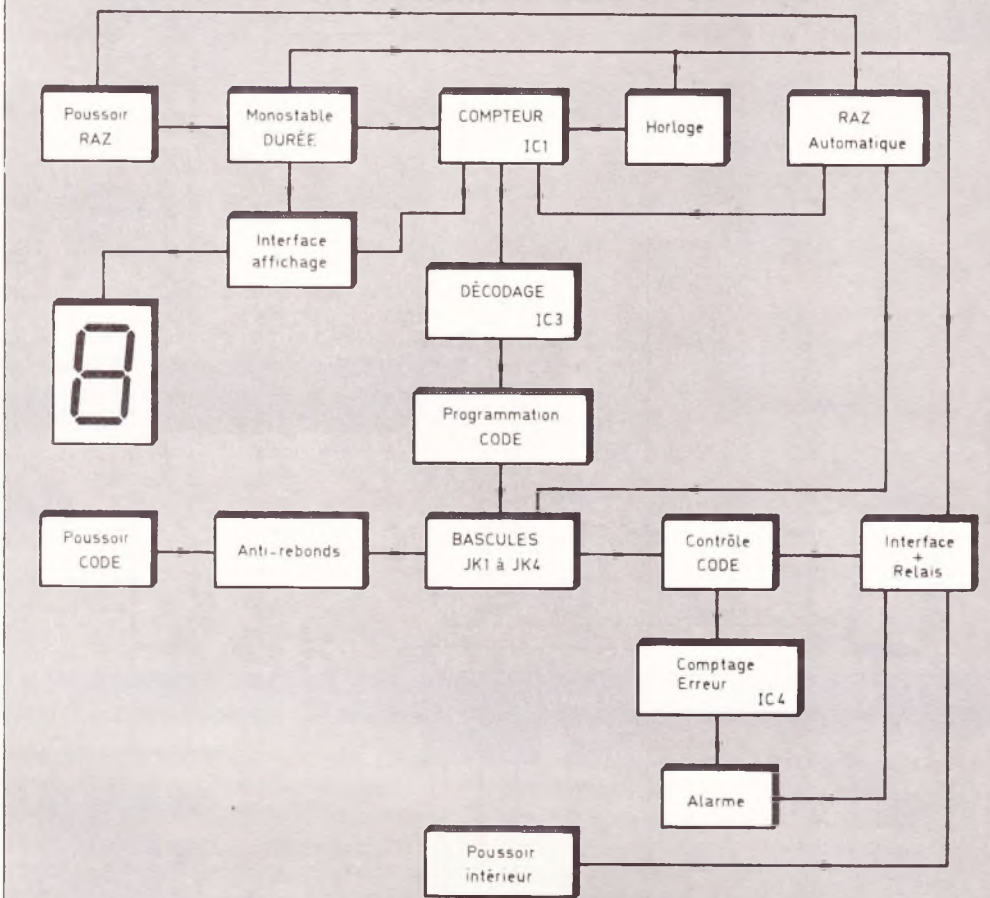 Poussoir
RAZ
Monostable
DURÉE
COMPTEUR
IC1
Horloge
RAZ
Automatique
Interface
affichage
DÉCODAGE
IC3
Programmation
CODE
Poussoir
CODE
Anti-rebonds
BASCULES
JK1 à JK4
Contrôle
CODE
Interface
+
Relais
Comptage
Erreur
IC4
Alarme
Poussoir
intérieur